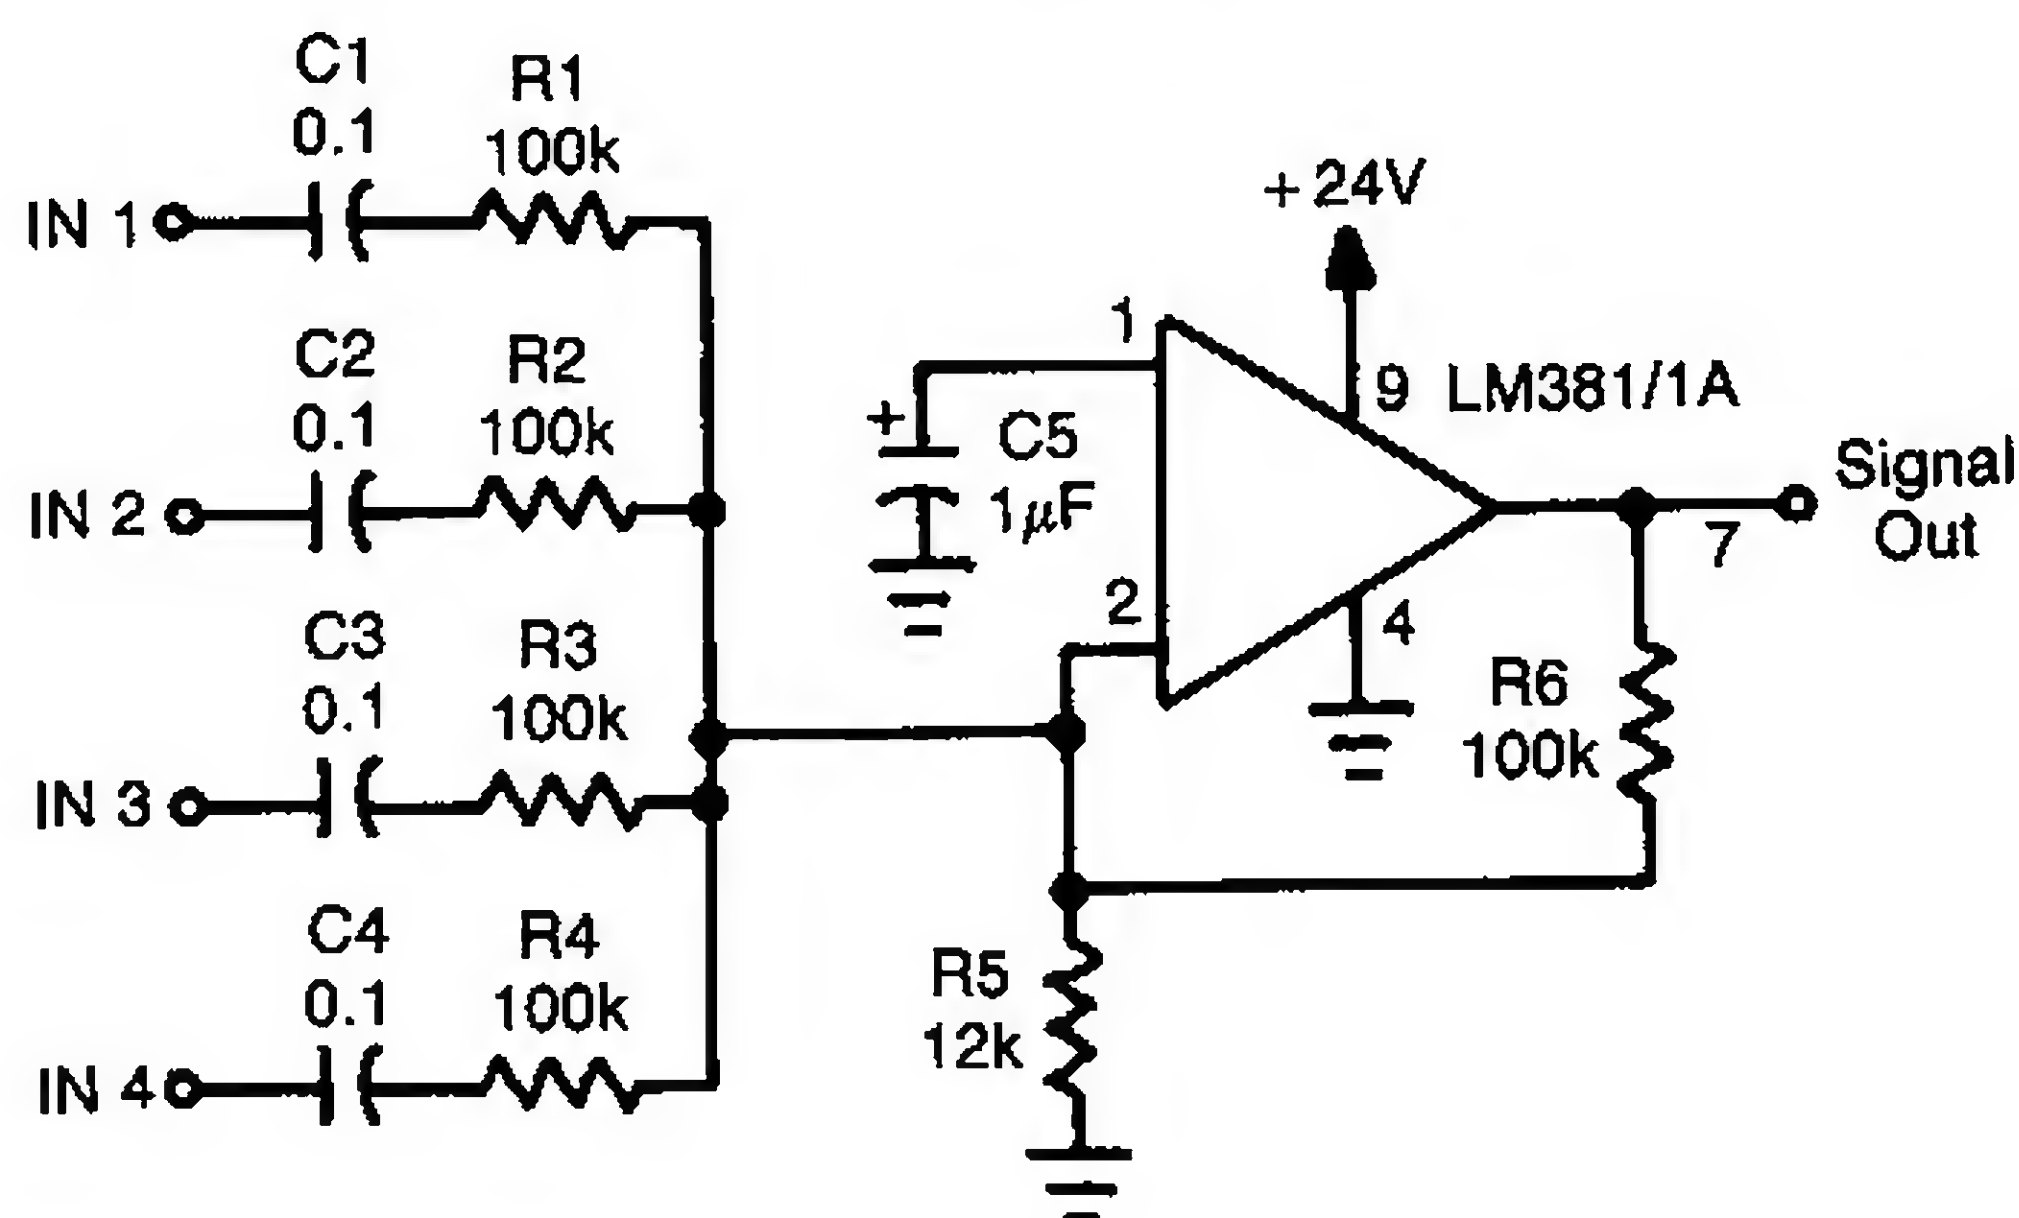 C1
0.1
R1
100k
IN 1
C2
0.1
R2
100k
IN 2
C3
0.1
R3
100k
IN 3
C4
0.1
R4
100k
IN 4
+24V
1
9 LM381/1A
+
C5
1µF
2
4
7
Signal
Out
R6
100k
R5
12k